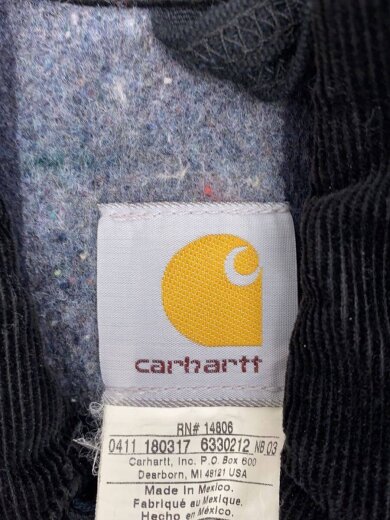 carhartt
RN# 14806
0411 180317 6330212 NB 03
Carhartt, Inc. P.O. Box 600
Dearborn, MI 48121 USA
Made in Mexico.
Fabriqué au Mexique.
Hecho en México.